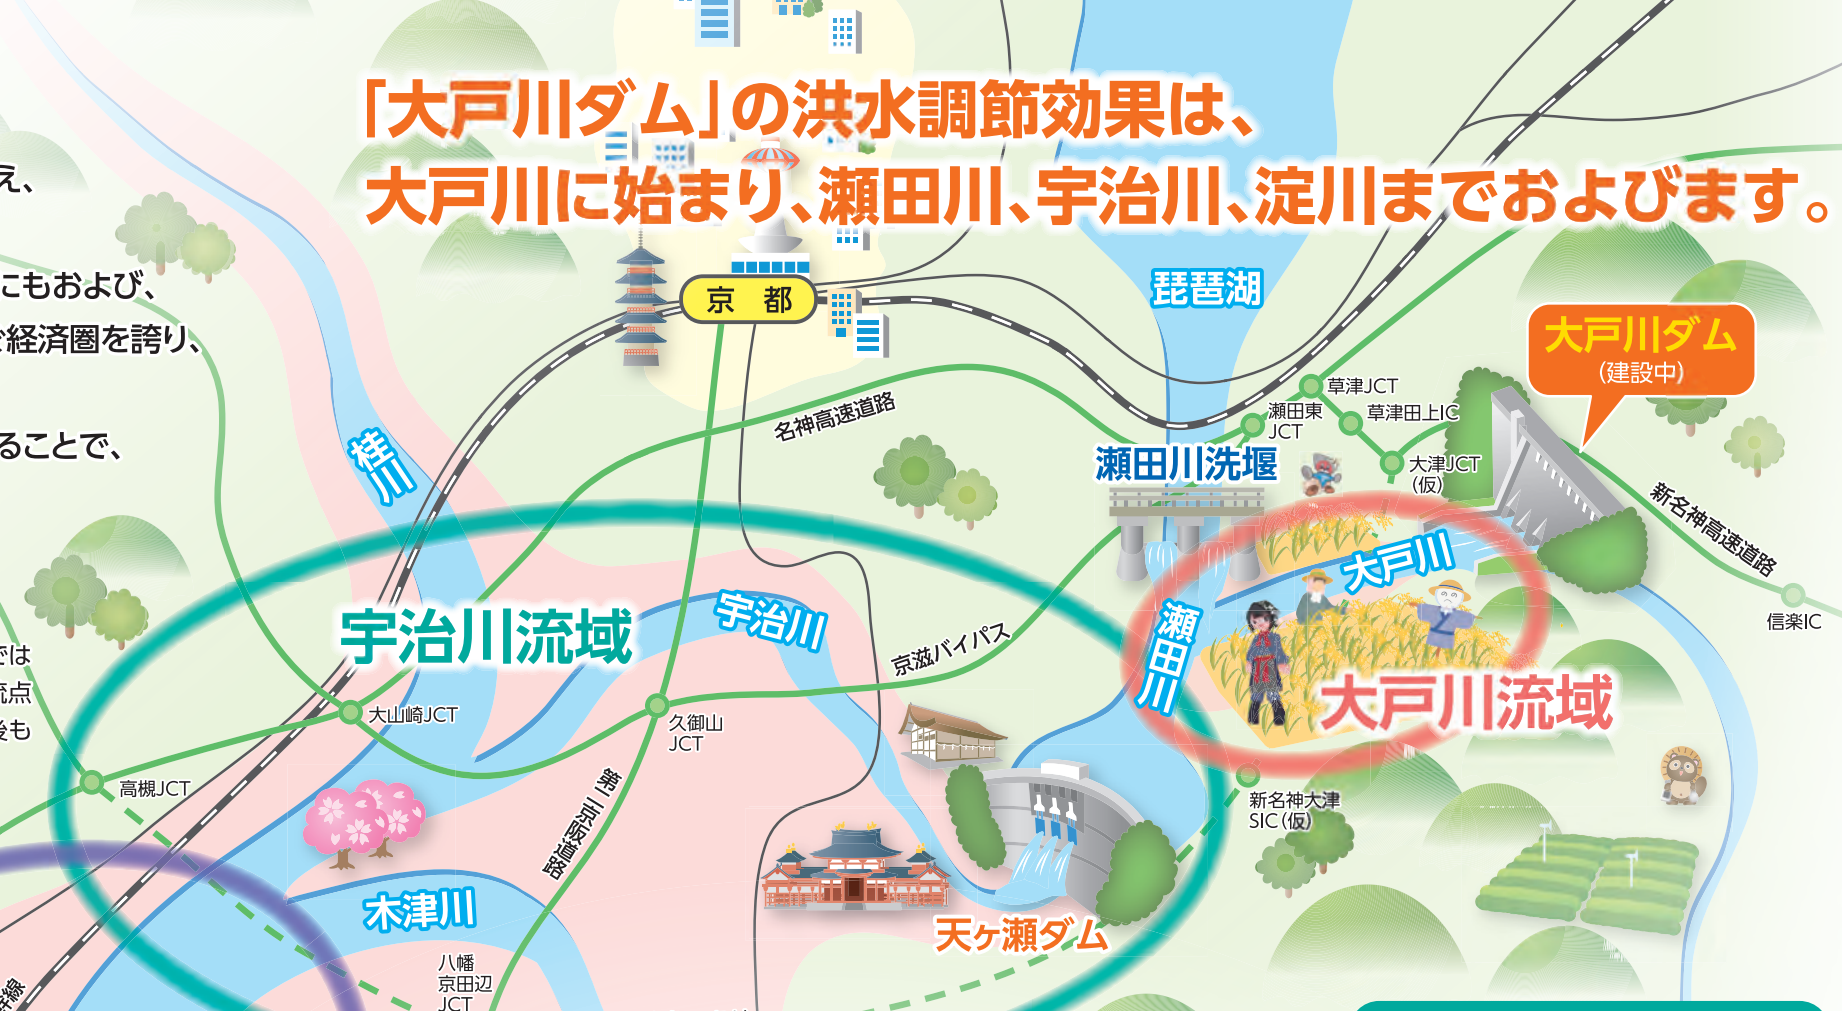 「大戸川ダム」の洪水調節効果は、
大戸川に始まり、瀬田川、宇治川、淀川までおよびます。
え、
にもおよび、
経済圏を誇り、
ることで、
では
流点
後も
京 都
琵琶湖
大戸川ダム
(建設中)
草津JCT
瀬田東
JCT
草津田上IC
大津JCT
(仮)
名神高速道路
瀬田川洗堰
新名神高速道路
信楽IC
桂川
大戸川
瀬田川
大戸川流域
宇治川流域
宇治川
京滋バイパス
大山崎JCT
久御山
JCT
高槻JCT
第二京阪道路
新名神大津
SIC(仮)
木津川
天ヶ瀬ダム
八幡
京田辺
JCT
幹線